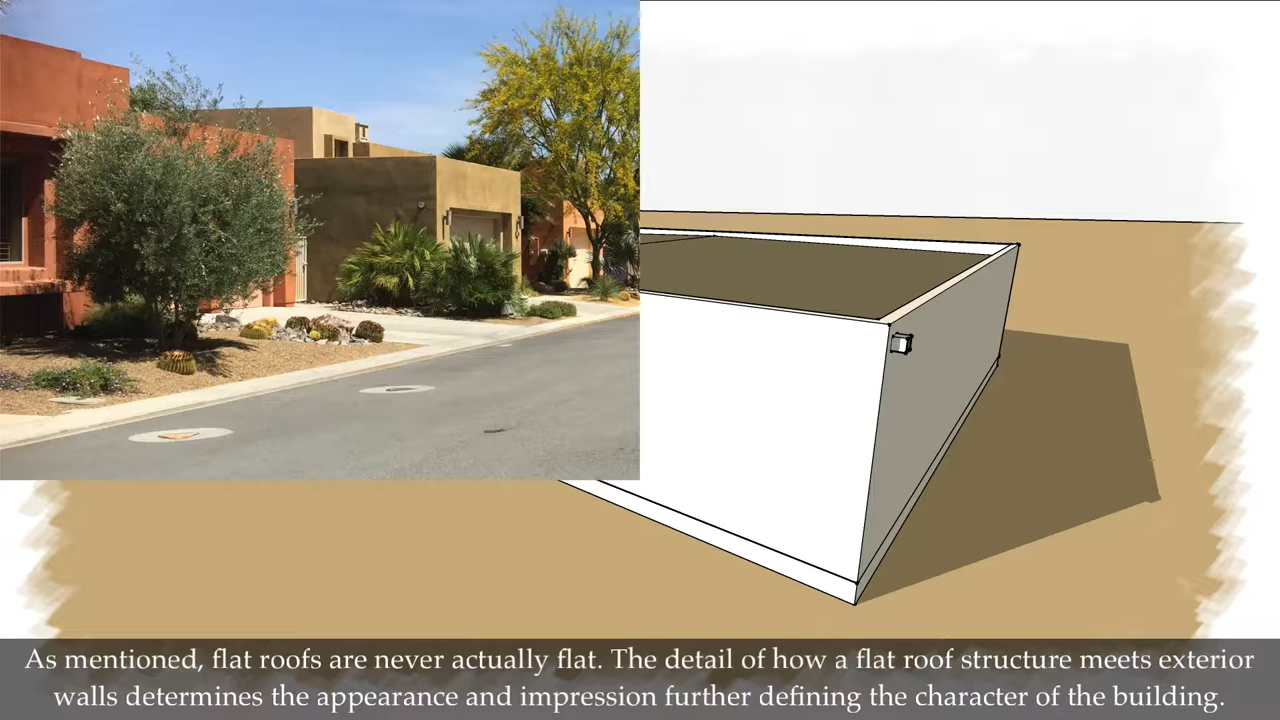 As mentioned, flat roofs are never actually flat. The detail of how a flat roof structure meets exterior
walls determines the appearance and impression further defining the character of the building.